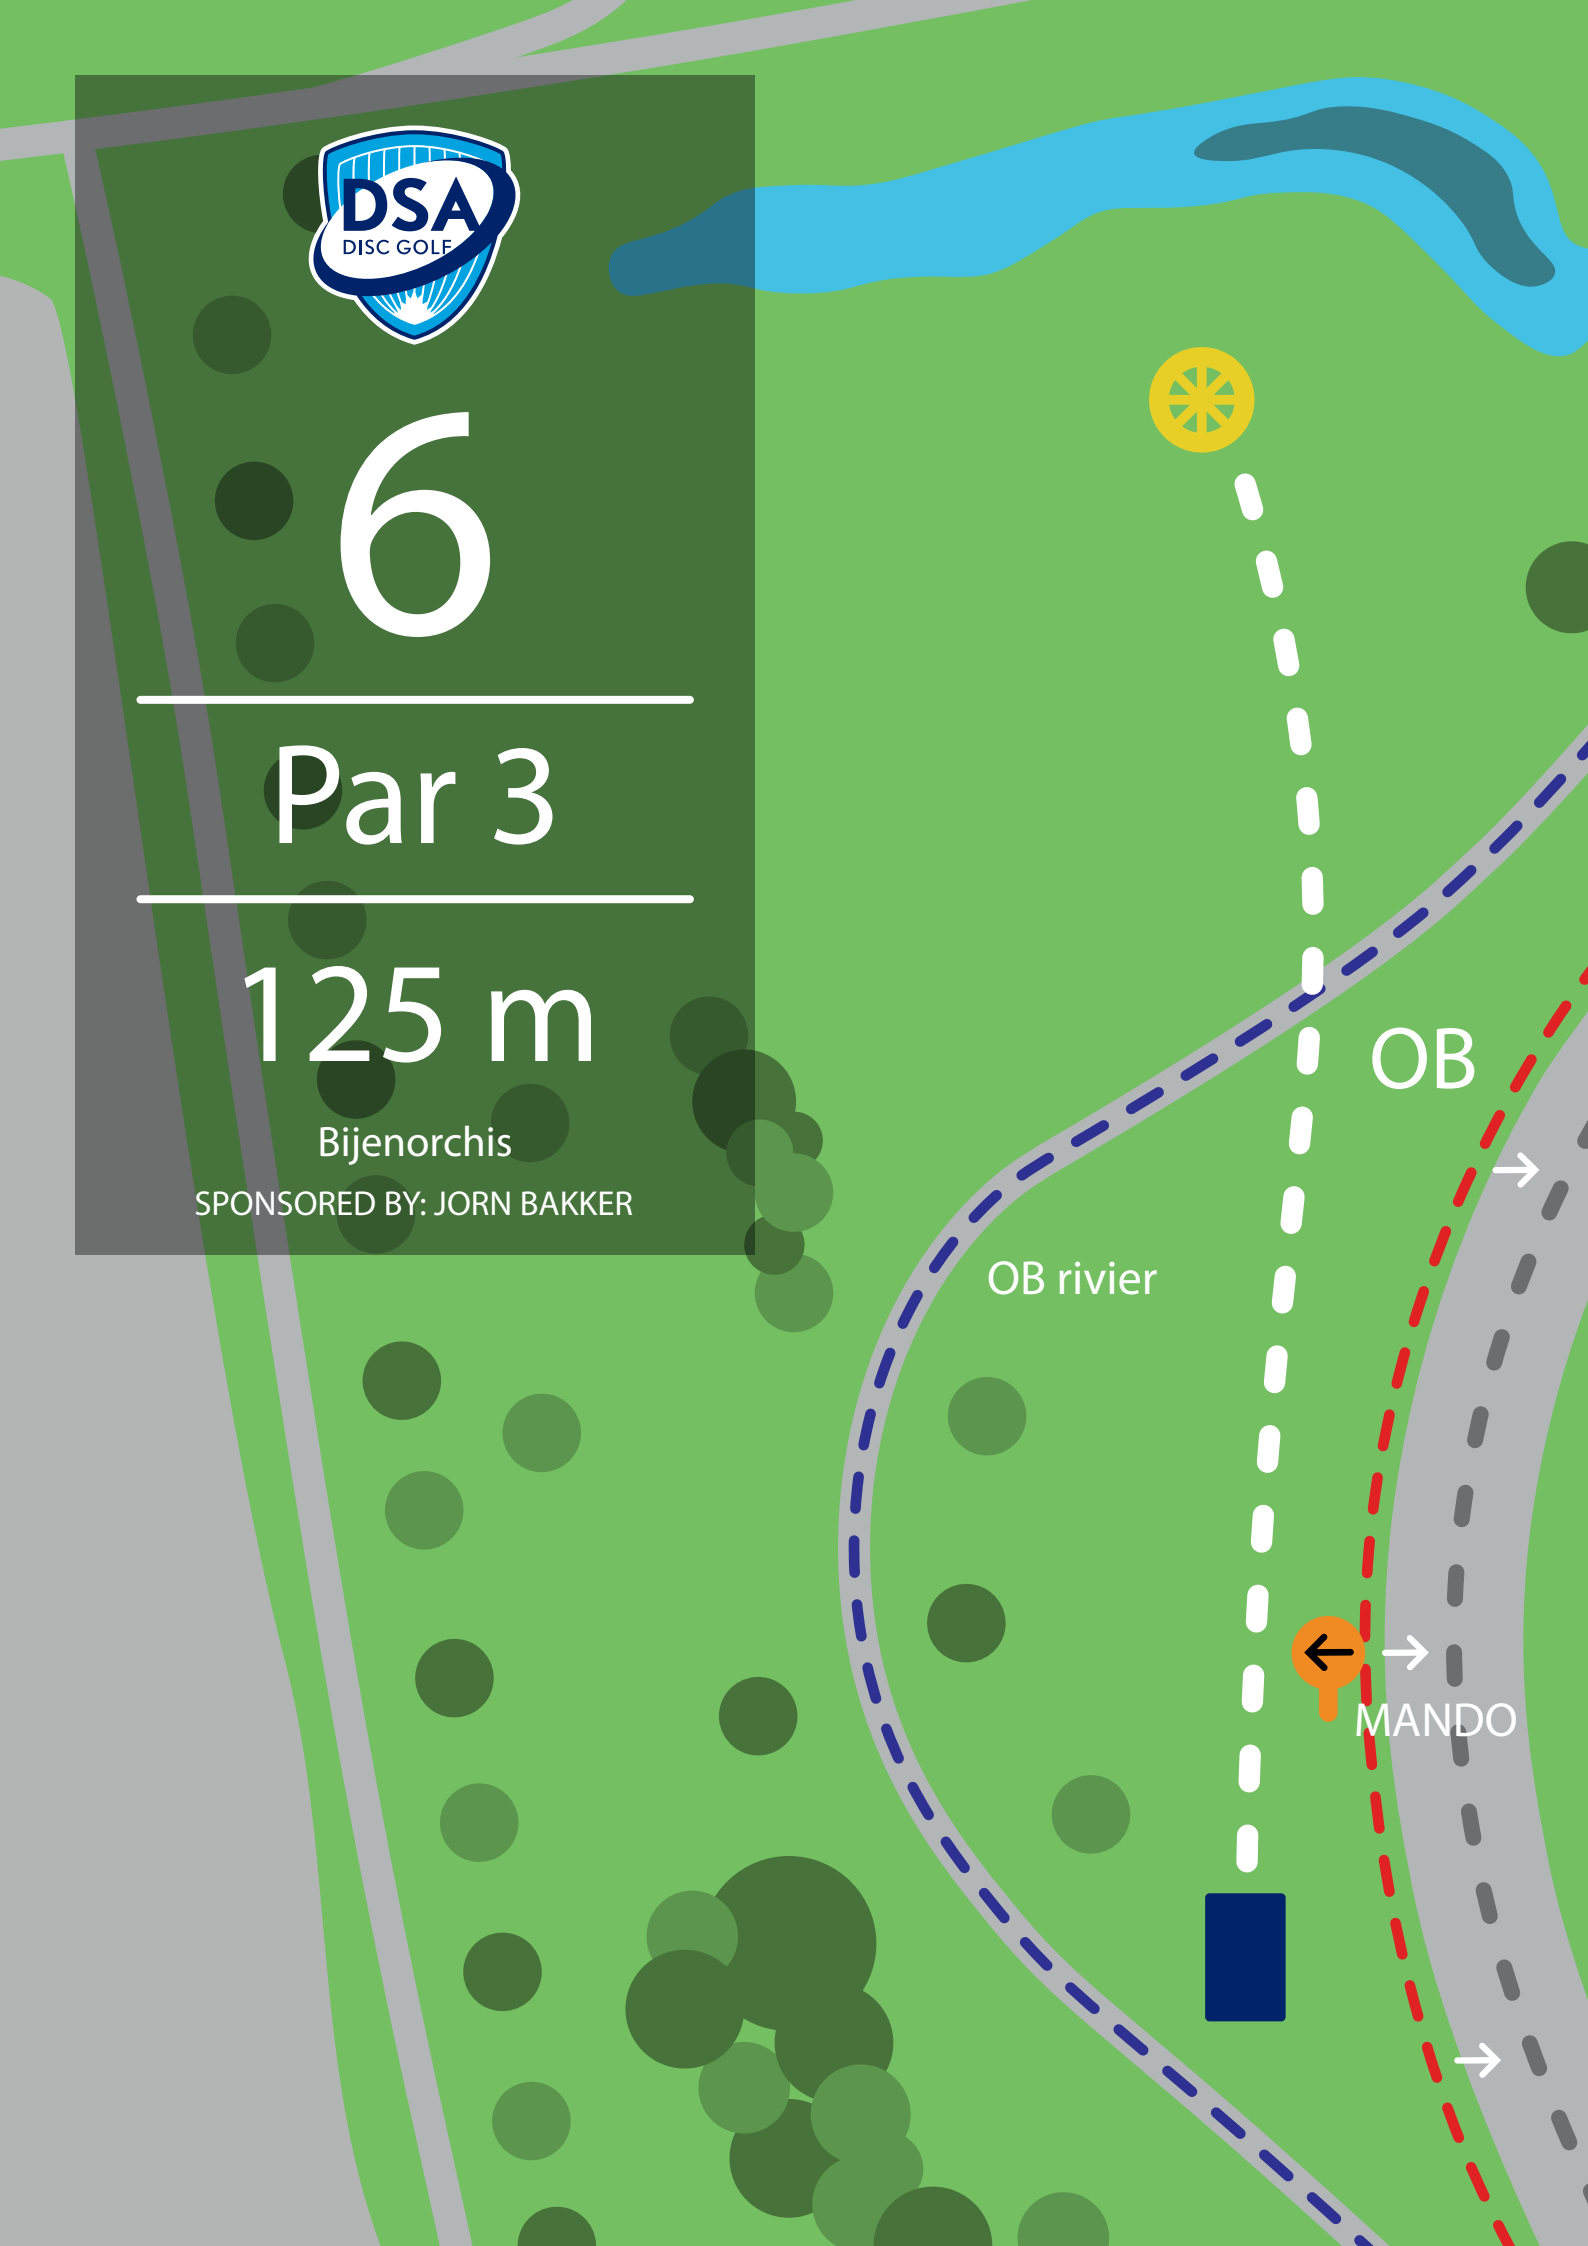 DSA
DISC GOLF
6
Par 3
125 m
Bijenorchis
SPONSORED BY: JORN BAKKER
OB
OB rivier
MANDO